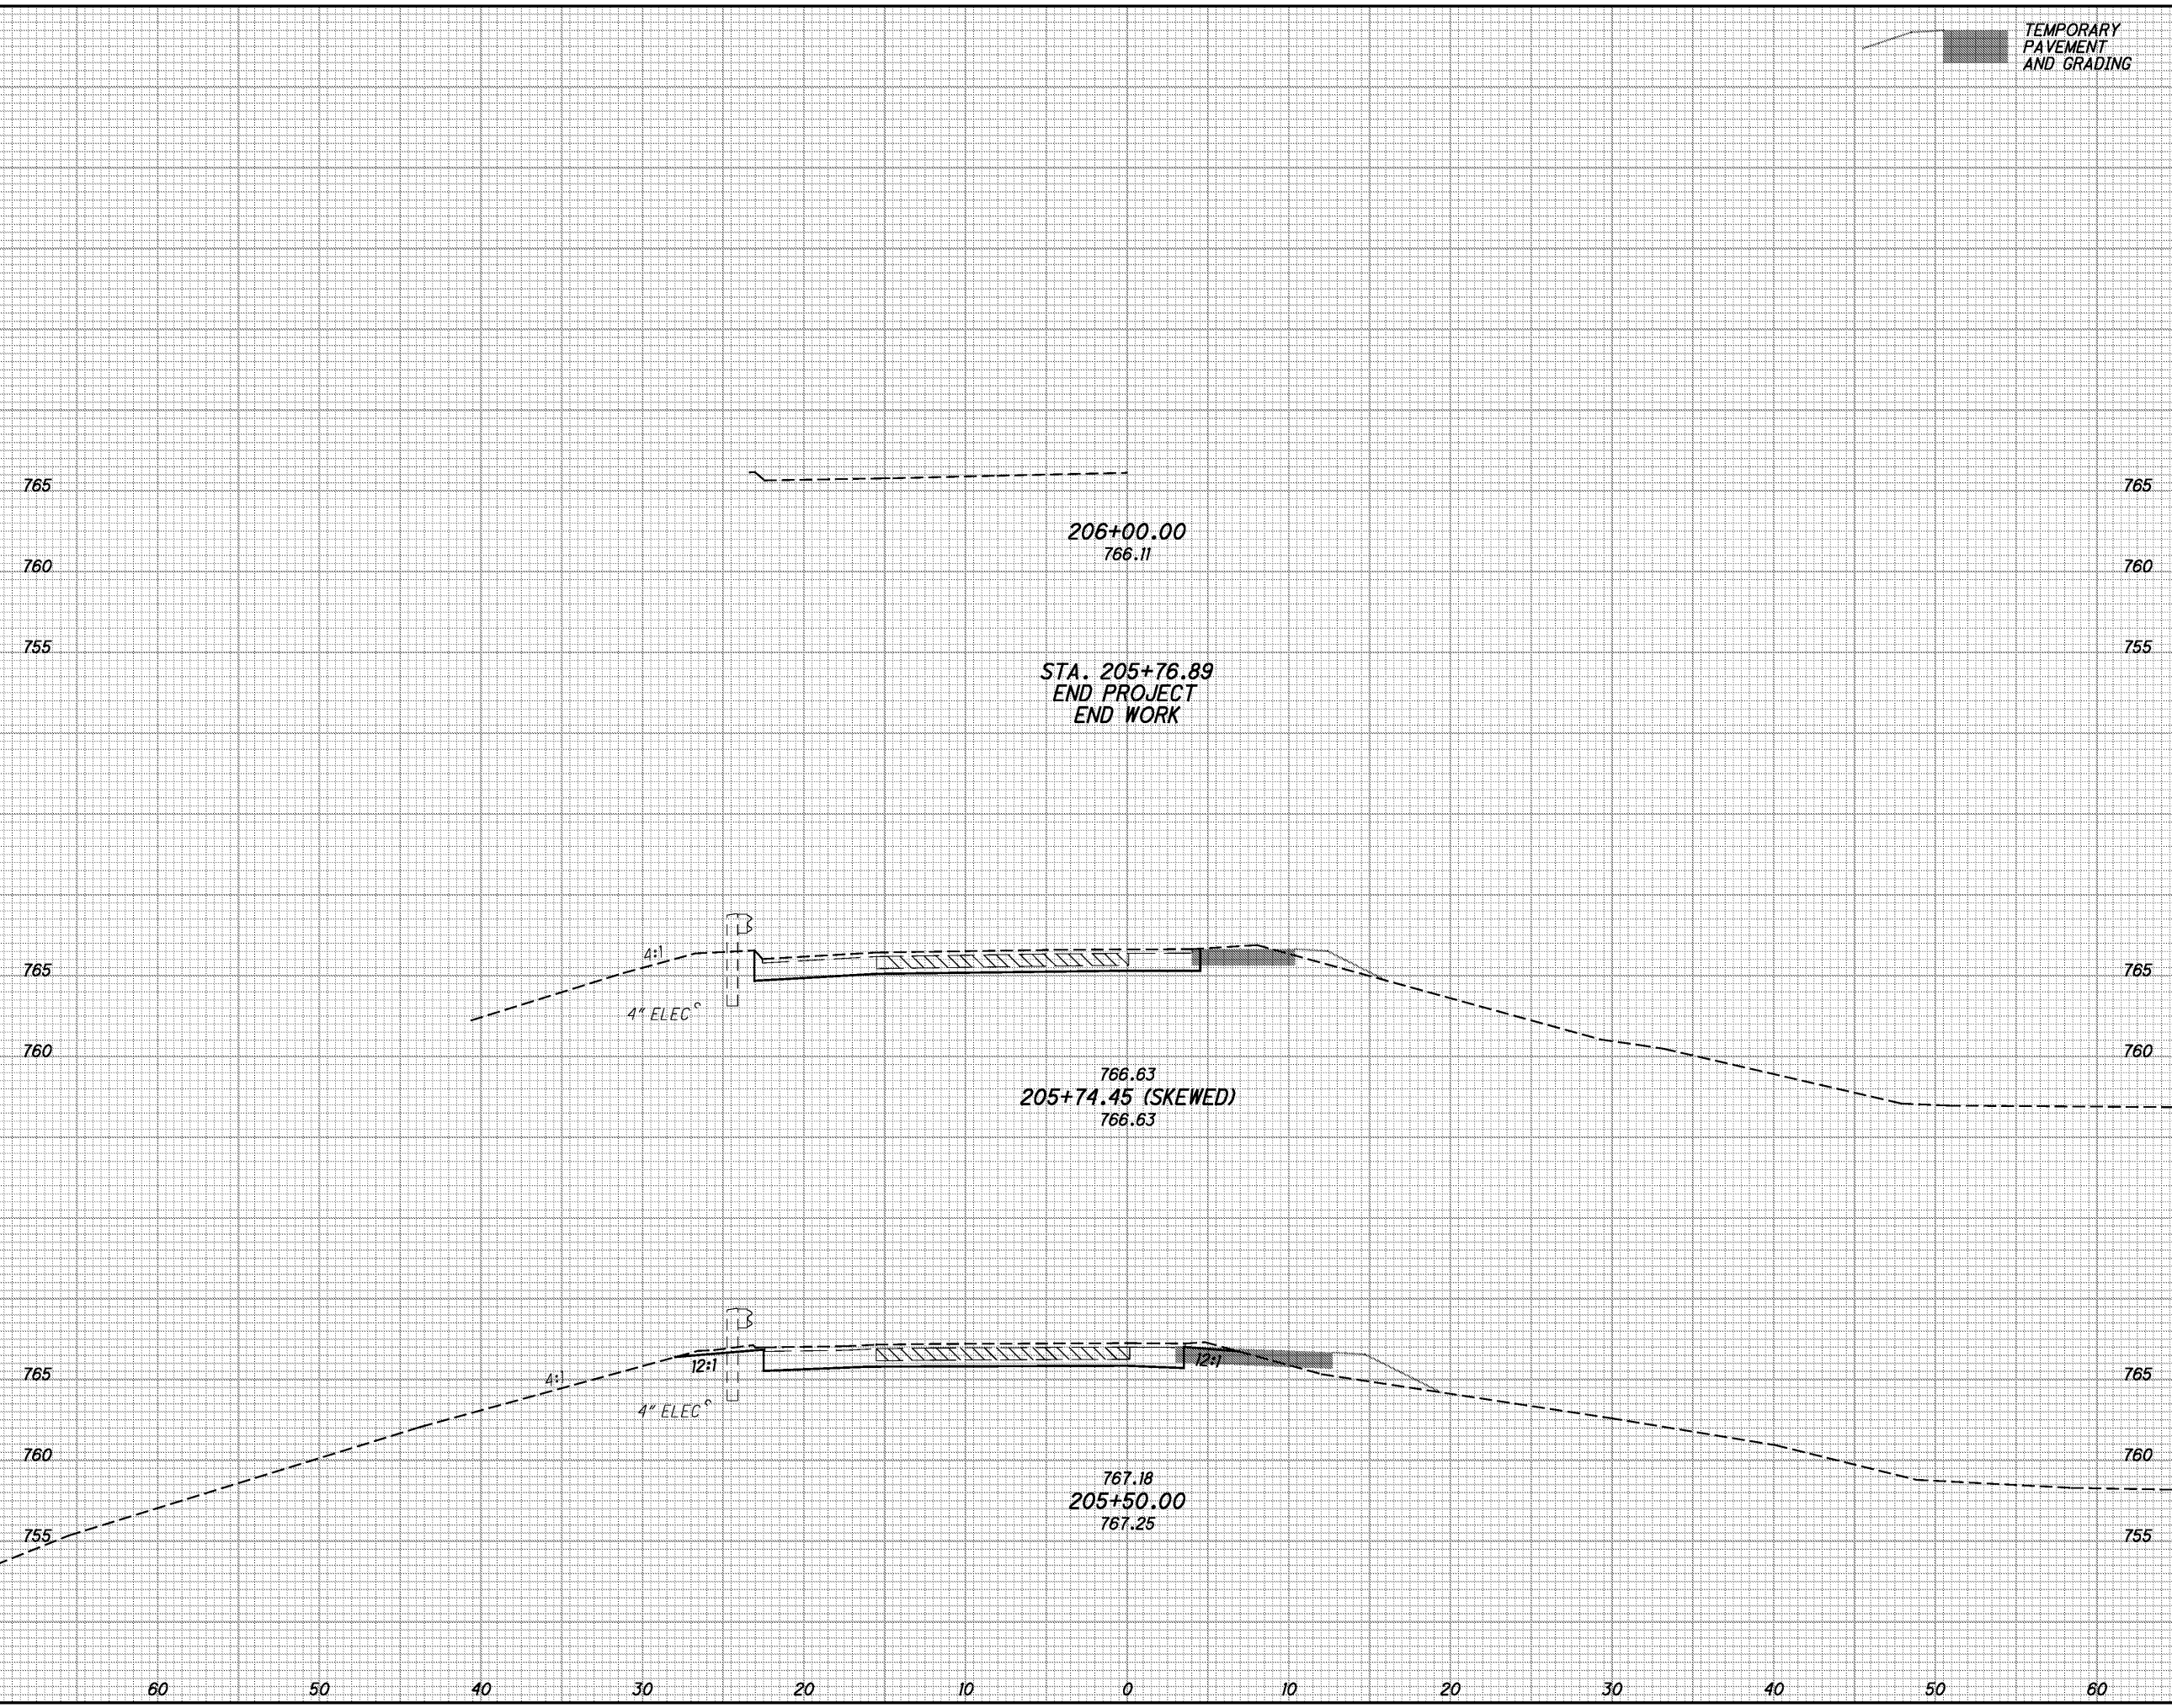 TEMPORARY
PAVEMENT
AND GRADING
765 765
206+00.00
766.11
760 760
755 755
STA. 205+76.89
END PROJECT
END WORK
4:1
765 765
4" ELEC
760 760
766.63
205+74.45 (SKEWED)
766.63
12:1 12:1
4:1
765 765
4" ELEC
760 760
767.18
205+50.00
767.25
755 755
60 50 40 30 20 10 0 10 20 30 40 50 60